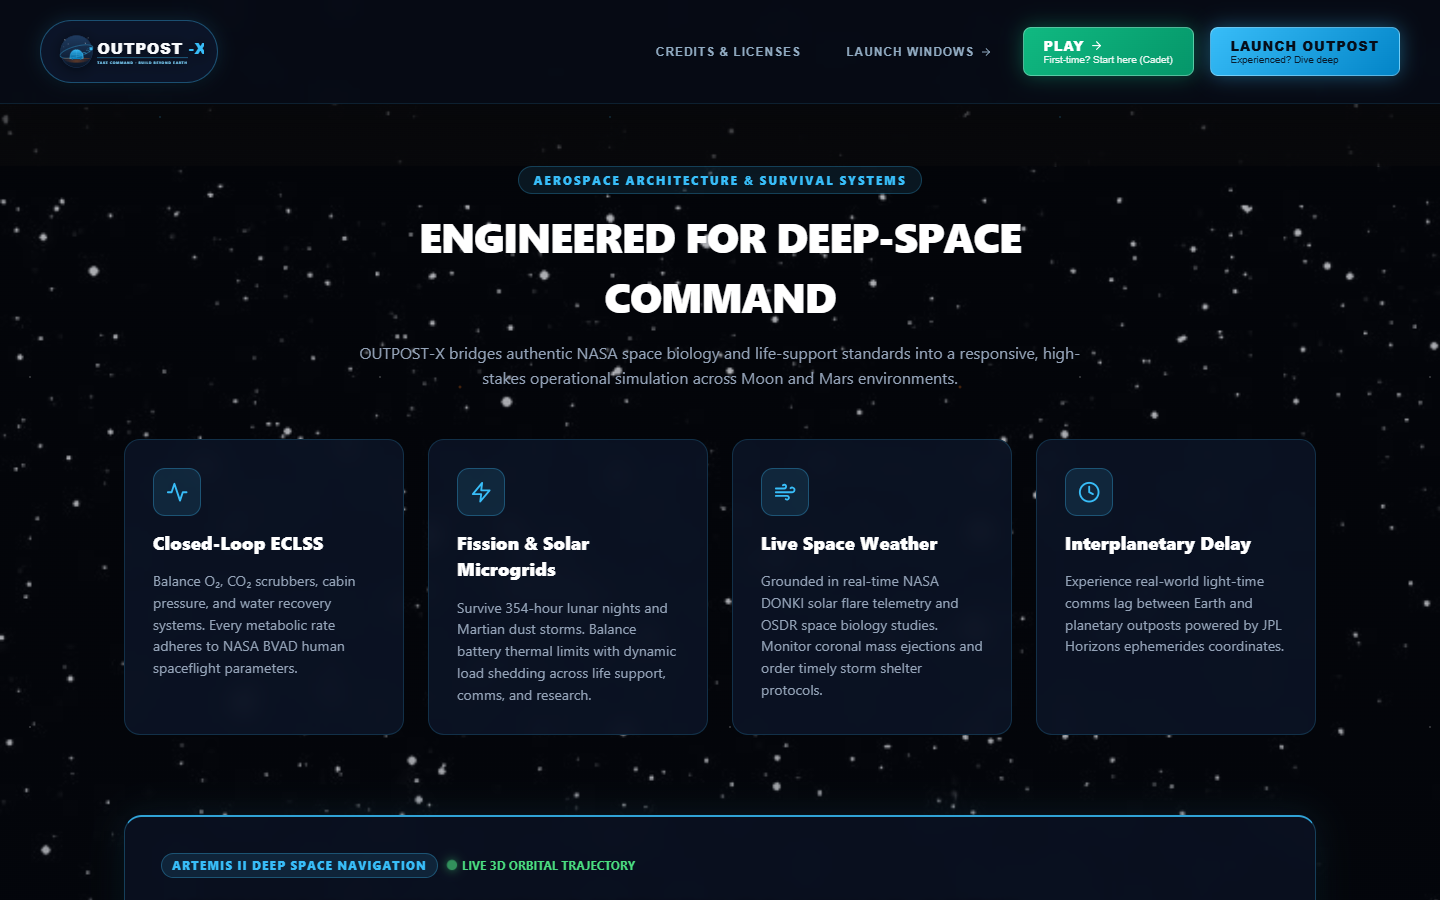 OUTPOST -X
TAKE COMMAND · BUILD BEYOND EARTH
CREDITS & LICENSES
LAUNCH WINDOWS →
PLAY →
First-time? Start here (Cadet)
LAUNCH OUTPOST
Experienced? Dive deep
AEROSPACE ARCHITECTURE & SURVIVAL SYSTEMS
ENGINEERED FOR DEEP-SPACE
COMMAND
OUTPOST-X bridges authentic NASA space biology and life-support standards into a responsive, high-
stakes operational simulation across Moon and Mars environments.
Closed-Loop ECLSS
Balance O₂, CO₂ scrubbers, cabin
pressure, and water recovery
systems. Every metabolic rate
adheres to NASA BVAD human
spaceflight parameters.
Fission & Solar
Microgrids
Survive 354-hour lunar nights and
Martian dust storms. Balance
battery thermal limits with dynamic
load shedding across life support,
comms, and research.
Live Space Weather
Grounded in real-time NASA
DONKI solar flare telemetry and
OSDR space biology studies.
Monitor coronal mass ejections and
order timely storm shelter
protocols.
Interplanetary Delay
Experience real-world light-time
comms lag between Earth and
planetary outposts powered by JPL
Horizons ephemerides coordinates.
ARTEMIS II DEEP SPACE NAVIGATION
LIVE 3D ORBITAL TRAJECTORY